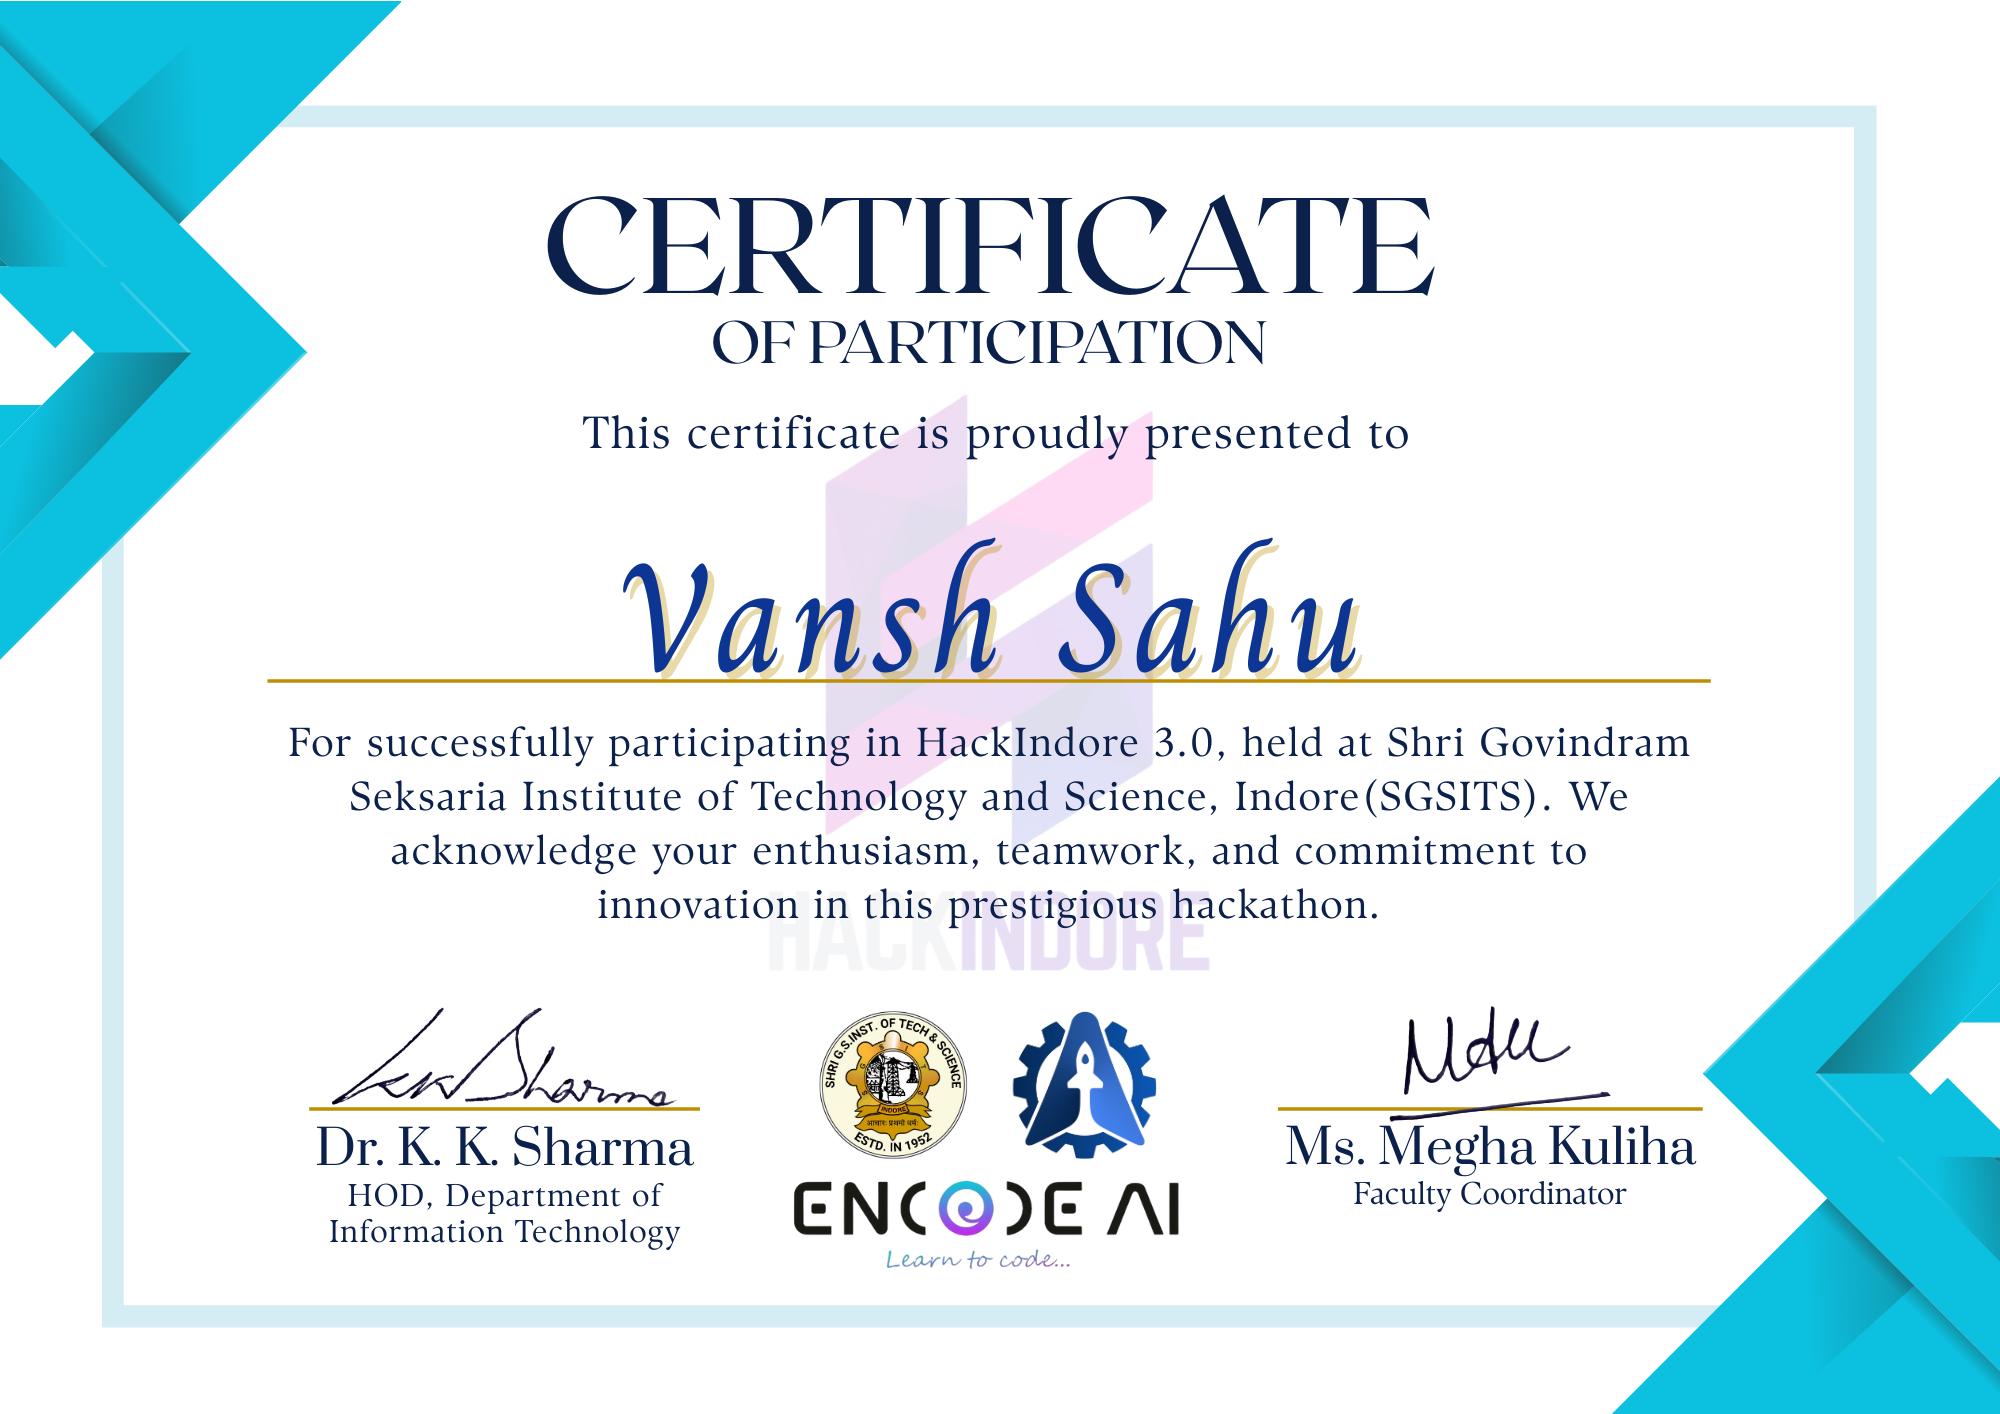 CERTIFICATE
OF PARTICIPATION
This certificate is proudly presented to
Vansh Sahu
For successfully participating in HackIndore 3.0, held at Shri Govindram
Seksaria Institute of Technology and Science, Indore(SGSITS). We
acknowledge your enthusiasm, teamwork, and commitment to
innovation in this prestigious hackathon.
HACKINDORE
KK Sharma
Dr. K. K. Sharma
HOD, Department of
Information Technology
SHRI G.S.INST. OF TECH & SCIENCE
S G S I T S
INDORE
आचारः प्रथमो धर्मः
ESTD. IN 1952
ENCODE AI
Learn to code...
Ms. Megha Kuliha
Faculty Coordinator